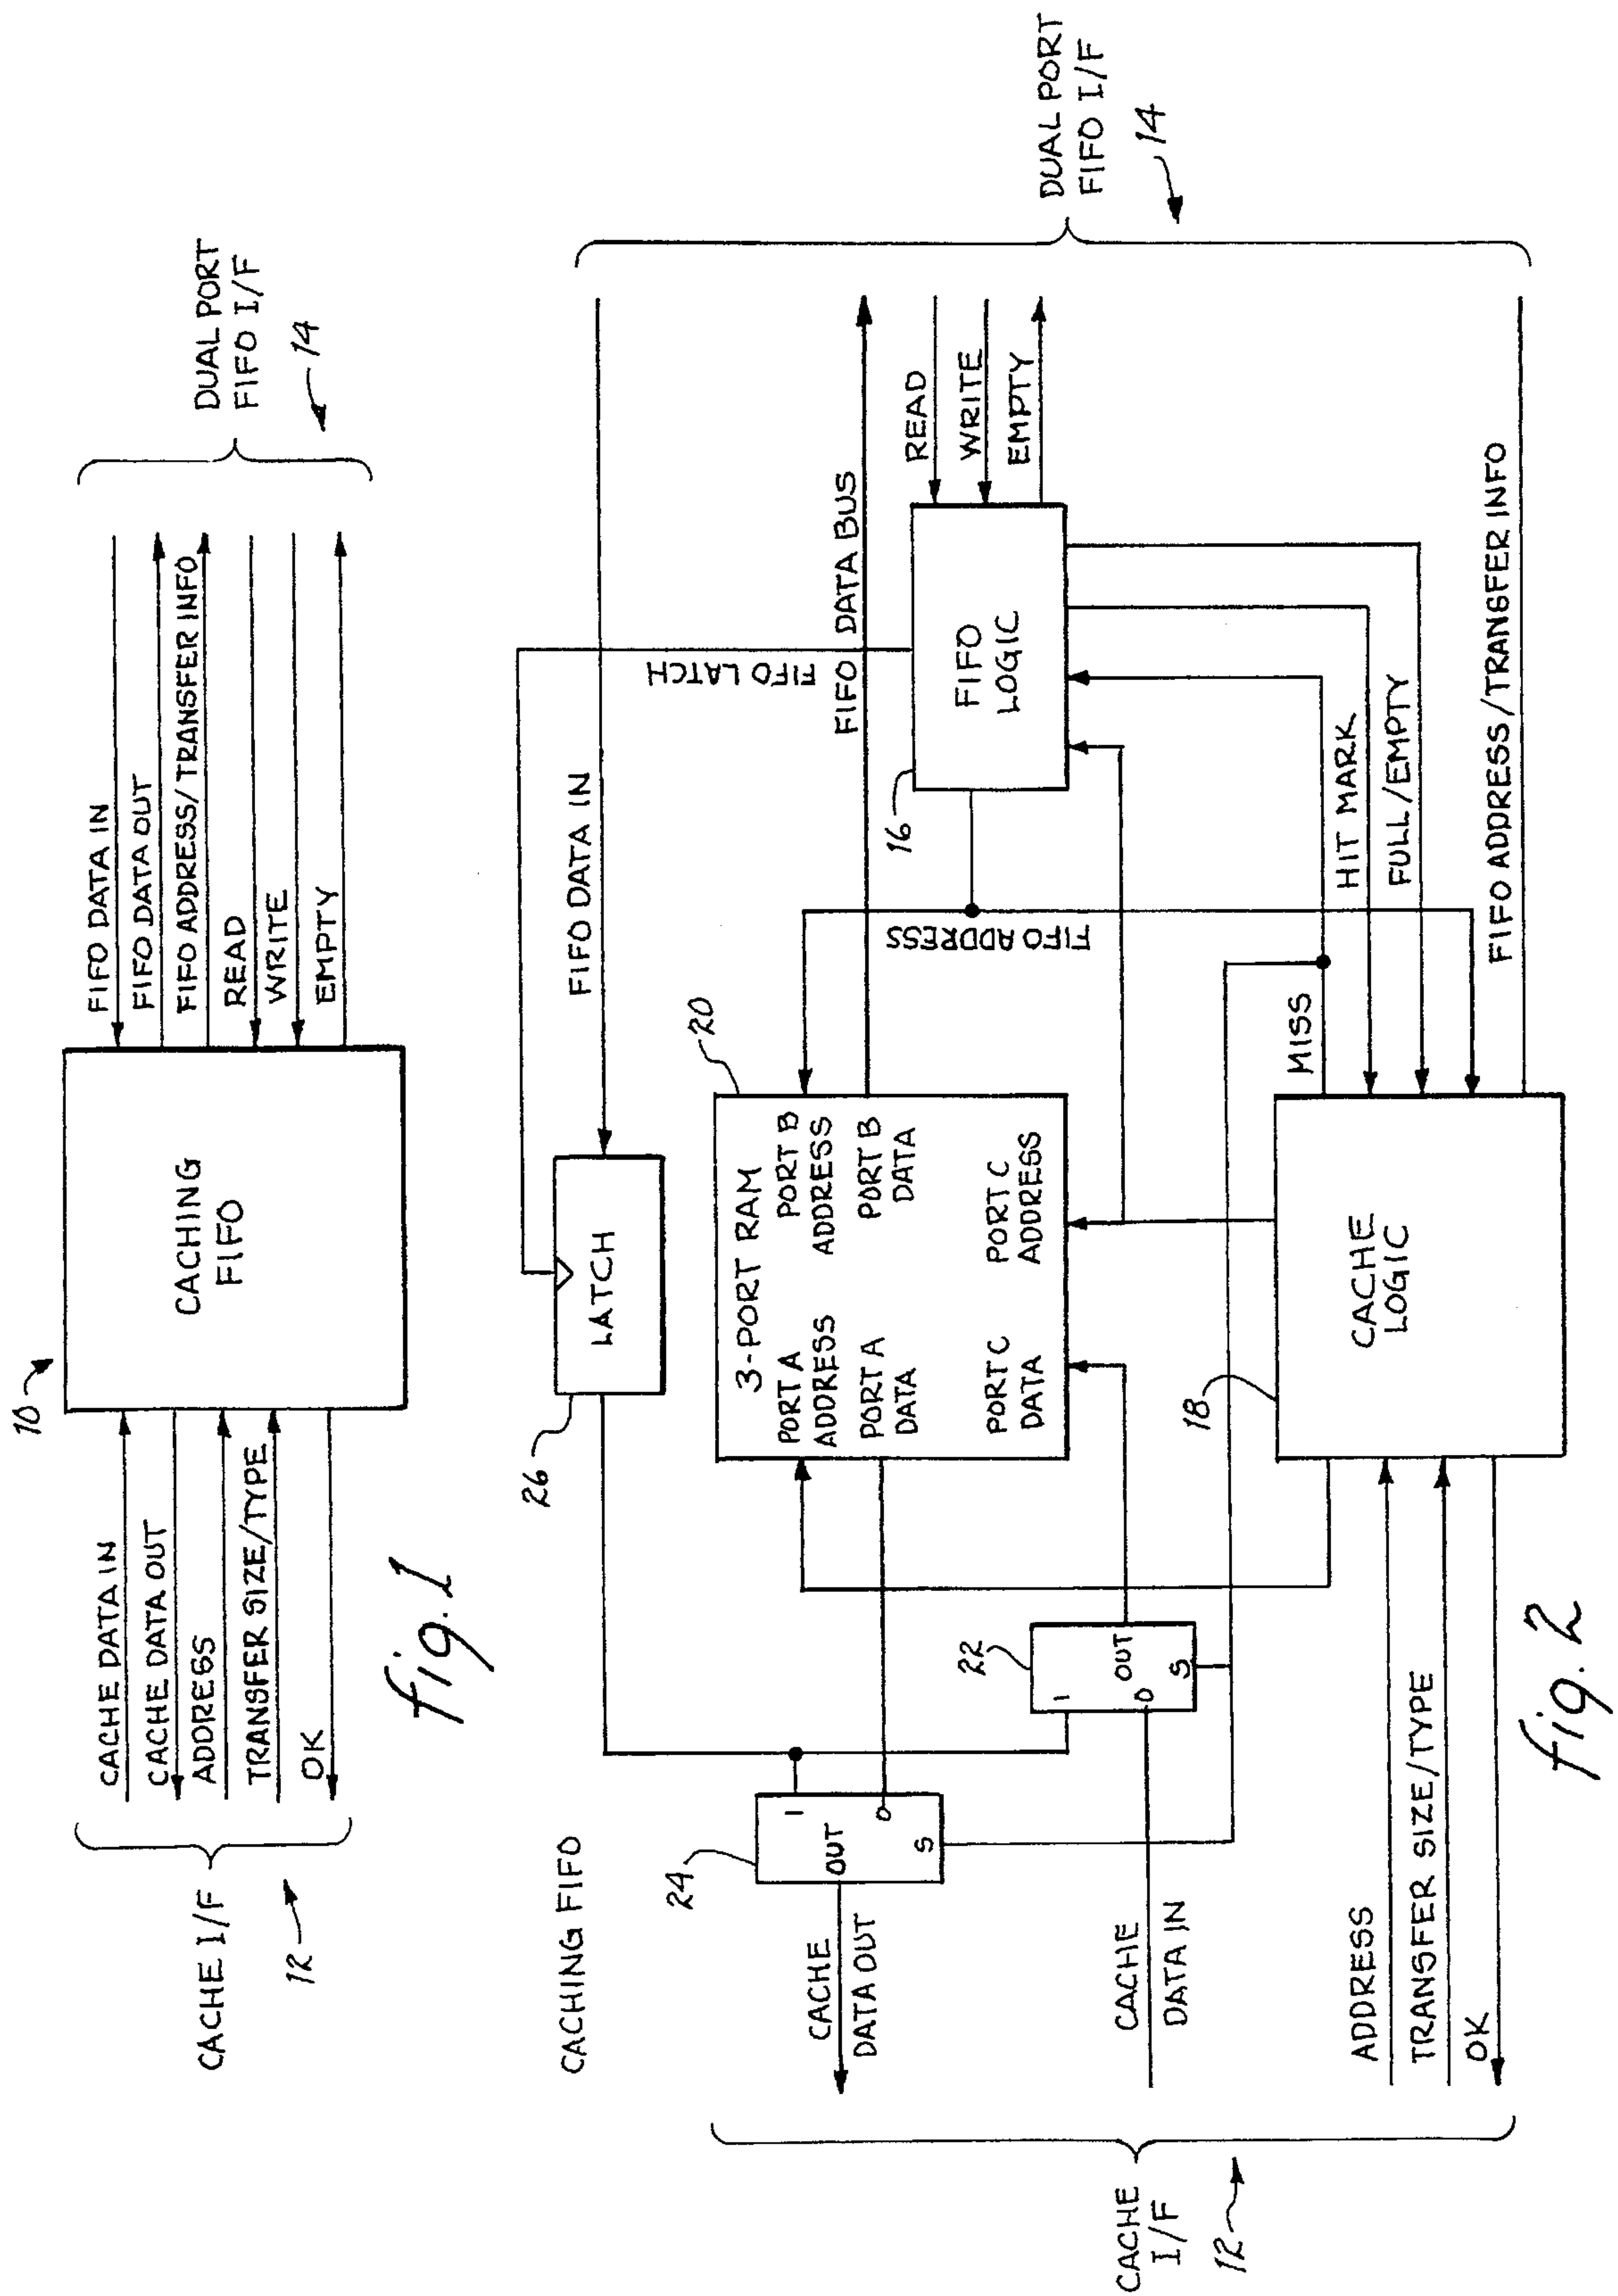 10
CACHE I/F
12
CACHE DATA IN
CACHE DATA OUT
ADDRESS
TRANSFER SIZE/TYPE
OK
CACHING
FIFO
FIFO DATA IN
FIFO DATA OUT
FIFO ADDRESS/TRANSFER INFO
READ
WRITE
EMPTY
DUAL PORT
FIFO I/F
14
fig. 1
CACHING FIFO
CACHE
I/F
12
CACHE
DATA OUT
CACHE
DATA IN
ADDRESS
TRANSFER SIZE/TYPE
OK
24
1
OUT
0
S
22
1
OUT
0
S
26
LATCH
20
3-PORT RAM
PORT A
ADDRESS
PORT A
DATA
PORT B
ADDRESS
PORT B
DATA
PORT C
DATA
PORT C
ADDRESS
18
CACHE
LOGIC
FIFO DATA IN
FIFO LATCH
FIFO DATA BUS
FIFO ADDRESS
16
FIFO
LOGIC
READ
WRITE
EMPTY
MISS
HIT MARK
FULL/EMPTY
FIFO ADDRESS/TRANSFER INFO
DUAL PORT
FIFO I/F
14
fig. 2